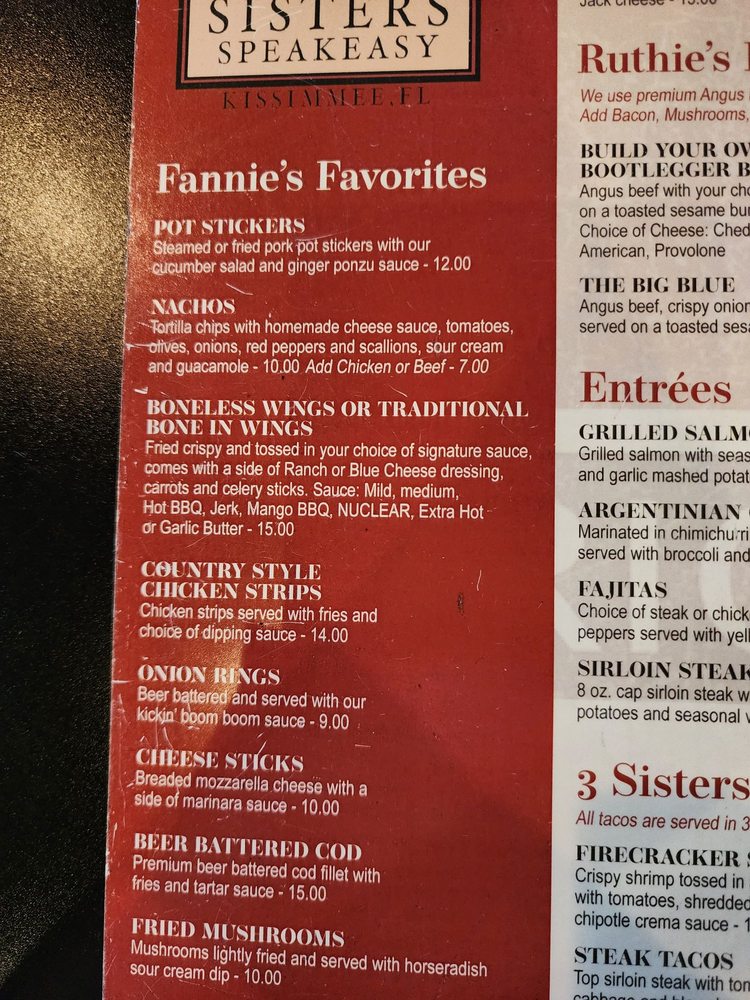 SISTERS
SPEAKEASY
KISSIMMEE, FL
Fannie's Favorites
POT STICKERS
Steamed or fried pork pot stickers with our
cucumber salad and ginger ponzu sauce - 12.00
NACHOS
Tortilla chips with homemade cheese sauce, tomatoes,
olives, onions, red peppers and scallions, sour cream
and guacamole - 10.00 Add Chicken or Beef - 7.00
BONELESS WINGS OR TRADITIONAL
BONE IN WINGS
Fried crispy and tossed in your choice of signature sauce,
comes with a side of Ranch or Blue Cheese dressing,
carrots and celery sticks. Sauce: Mild, medium,
Hot BBQ, Jerk, Mango BBQ, NUCLEAR, Extra Hot
or Garlic Butter - 15.00
COUNTRY STYLE
CHICKEN STRIPS
Chicken strips served with fries and
choice of dipping sauce - 14.00
ONION RINGS
Beer battered and served with our
kickin' boom boom sauce - 9.00
CHEESE STICKS
Breaded mozzarella cheese with a
side of marinara sauce - 10.00
BEER BATTERED COD
Premium beer battered cod fillet with
fries and tartar sauce - 15.00
FRIED MUSHROOMS
Mushrooms lightly fried and served with horseradish
sour cream dip - 10.00
Jack cheese - 15.00
Ruthie's
We use premium Angus
Add Bacon, Mushrooms,
BUILD YOUR
BOOTLEGGER
Angus beef with your
on a toasted sesame
Choice of Cheese:
American, Provolone
THE BIG BLUE
Angus beef, crispy
served on a toasted
Entrées
GRILLED
Grilled salmon with
and garlic mashed
ARGENTINIAN
Marinated in
served with broccoli and
FAJITAS
Choice of steak or
peppers served with
SIRLOIN STEAK
8 oz. cap sirloin steak
potatoes and seasonal
3 Sisters
All tacos are served in 3
FIRECRACKER
Crispy shrimp tossed in
with tomatoes, shredded
chipotle crema sauce -
STEAK TACOS
Top sirloin steak with